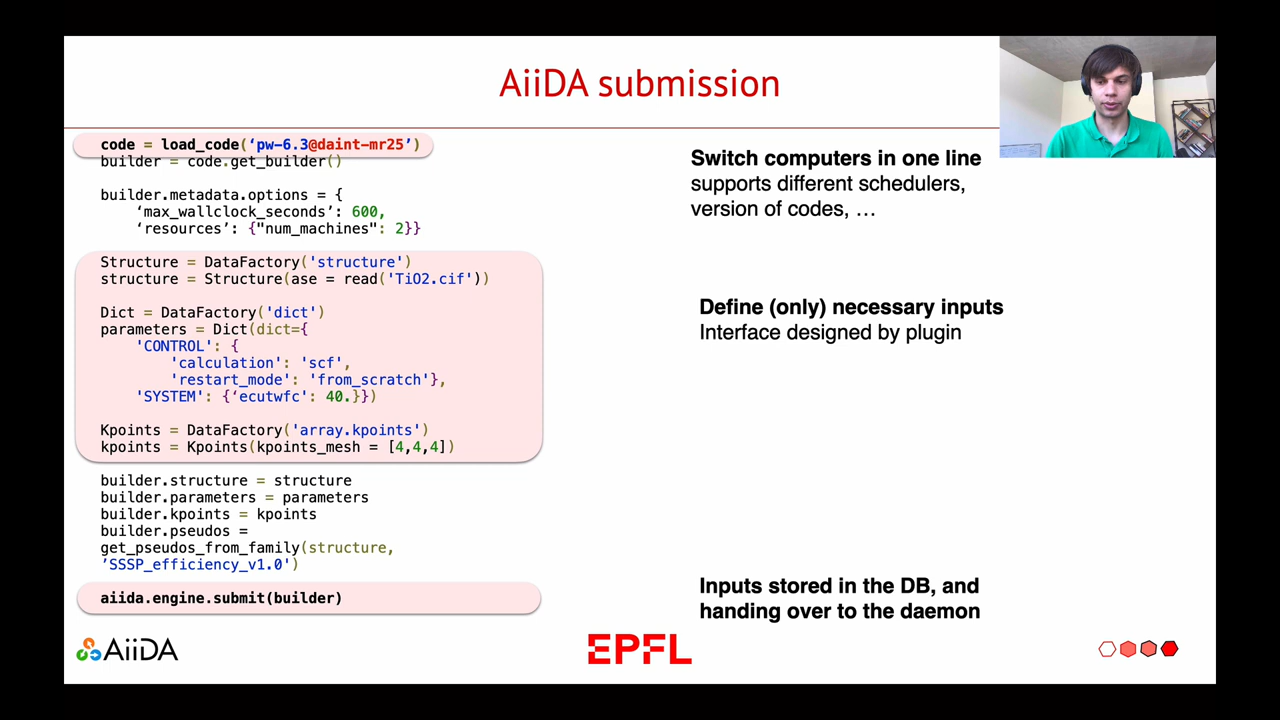 AiiDA submission
code = load_code(‘pw-6.3@daint-mr25’)
builder = code.get_builder()
builder.metadata.options = {
‘max_wallclock_seconds’: 600,
‘resources’: {"num_machines": 2}}
Structure = DataFactory('structure')
structure = Structure(ase = read('TiO2.cif'))
Dict = DataFactory('dict')
parameters = Dict(dict={
'CONTROL': {
'calculation': 'scf',
'restart_mode': 'from_scratch'},
'SYSTEM': {‘ecutwfc': 40.}})
Kpoints = DataFactory('array.kpoints')
kpoints = Kpoints(kpoints_mesh = [4,4,4])
builder.structure = structure
builder.parameters = parameters
builder.kpoints = kpoints
builder.pseudos =
get_pseudos_from_family(structure,
’SSSP_efficiency_v1.0')
aiida.engine.submit(builder)
Switch computers in one line
supports different schedulers,
version of codes, …
Define (only) necessary inputs
Interface designed by plugin
Inputs stored in the DB, and
handing over to the daemon
AiiDA
EPFL